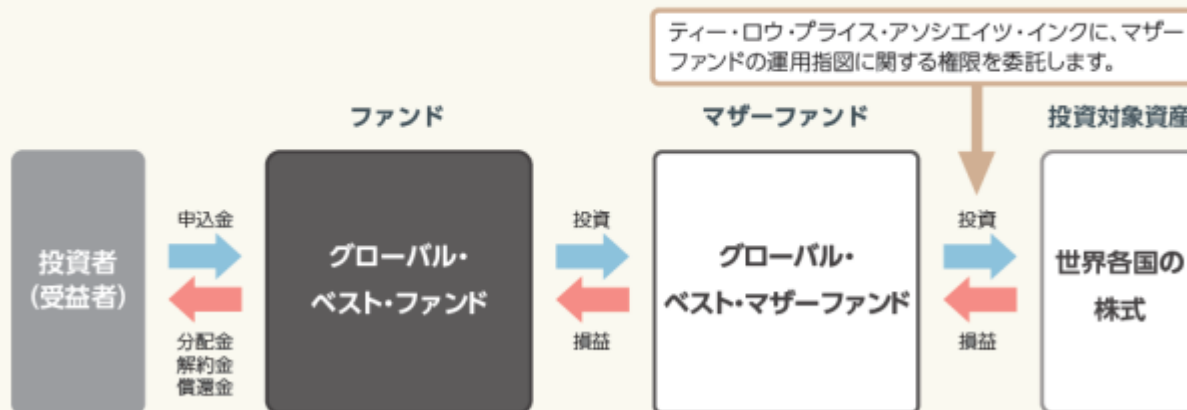 ティー・ロウ・プライス・アソシエイツ・インクに、マザー
ファンドの運用指図に関する権限を委託します。
ファンド
マザーファンド
投資対象資産
投資者
(受益者)
申込金
分配金
解約金
償還金
グローバル・
ベスト・ファンド
投資
損益
グローバル・
ベスト・マザーファンド
投資
損益
世界各国の
株式